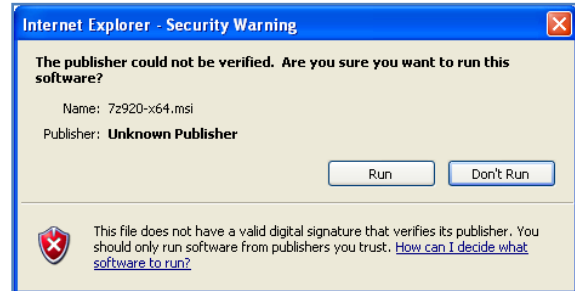 Internet Explorer - Security Warning
The publisher could not be verified.  Are you sure you want to run this
software?
Name: 7z920-x64.msi
Publisher: Unknown Publisher
Run Don't Run
This file does not have a valid digital signature that verifies its publisher. You
should only run software from publishers you trust. How can I decide what
software to run?